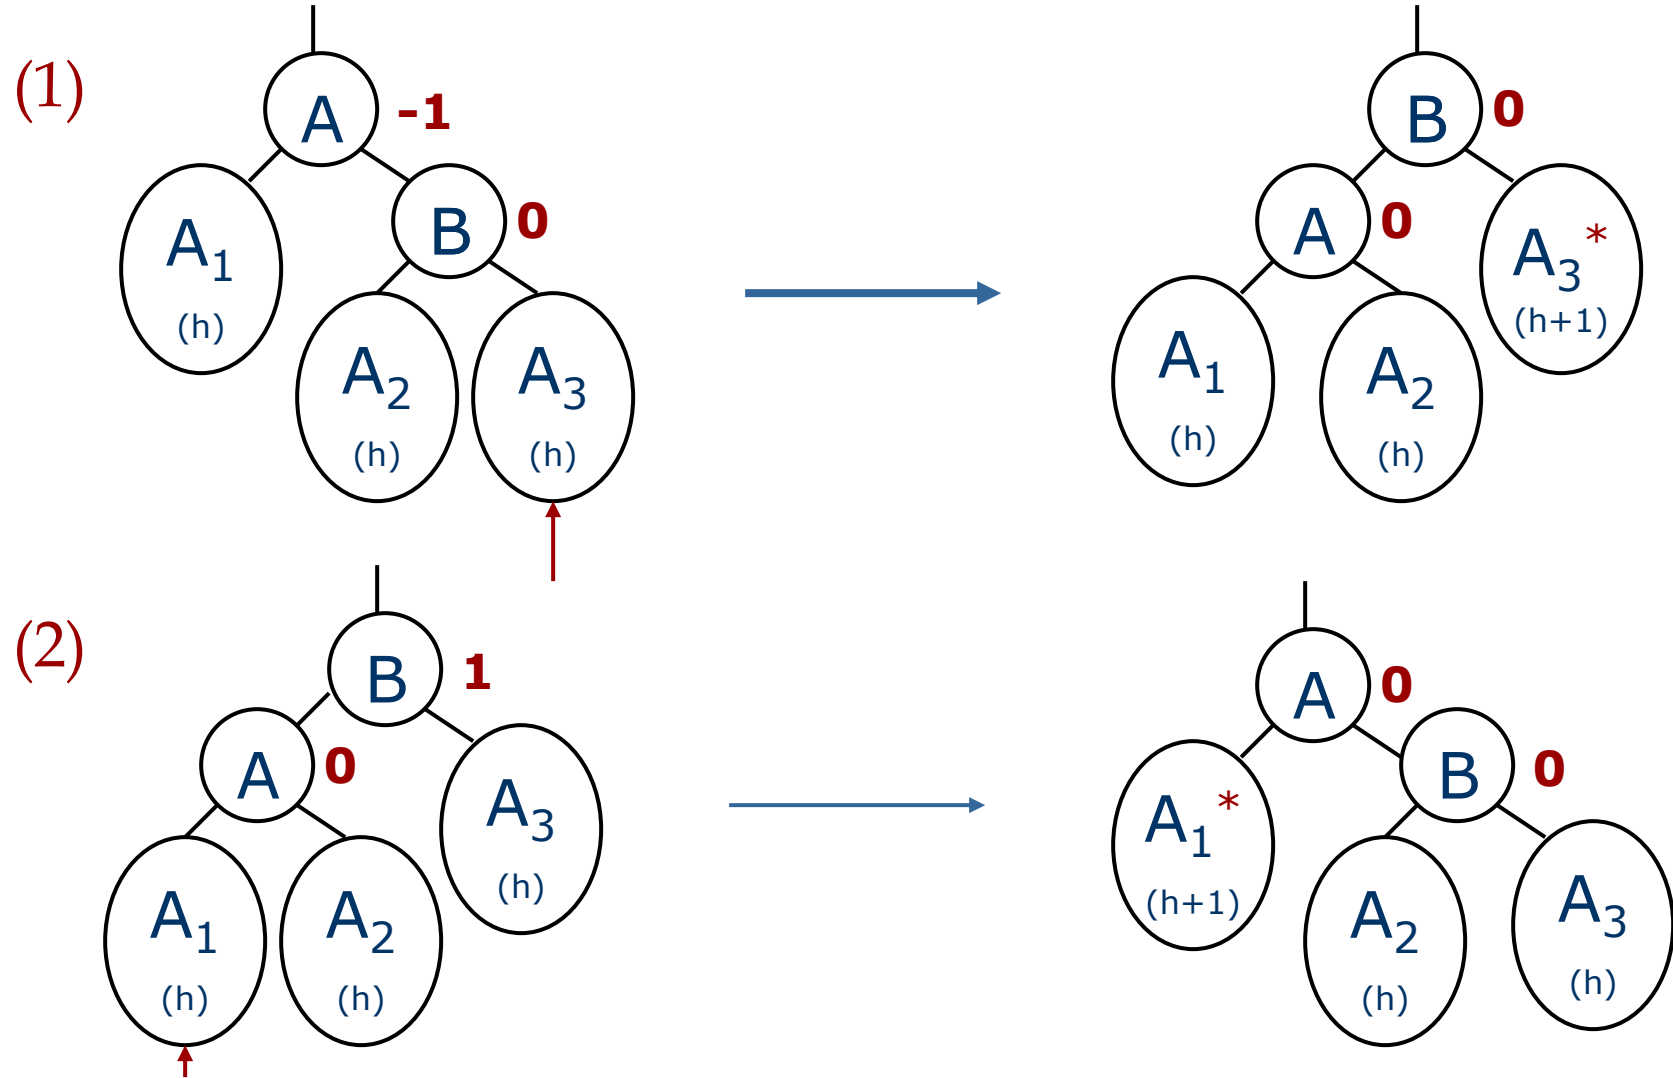 (1)
A -1
B 0
A₁
(h)
A₂
(h)
A₃
(h)
B 0
A 0
A₃*
(h+1)
A₁
(h)
A₂
(h)
(2)
B 1
A 0
A₃
(h)
A₁
(h)
A₂
(h)
A 0
B 0
A₁*
(h+1)
A₂
(h)
A₃
(h)